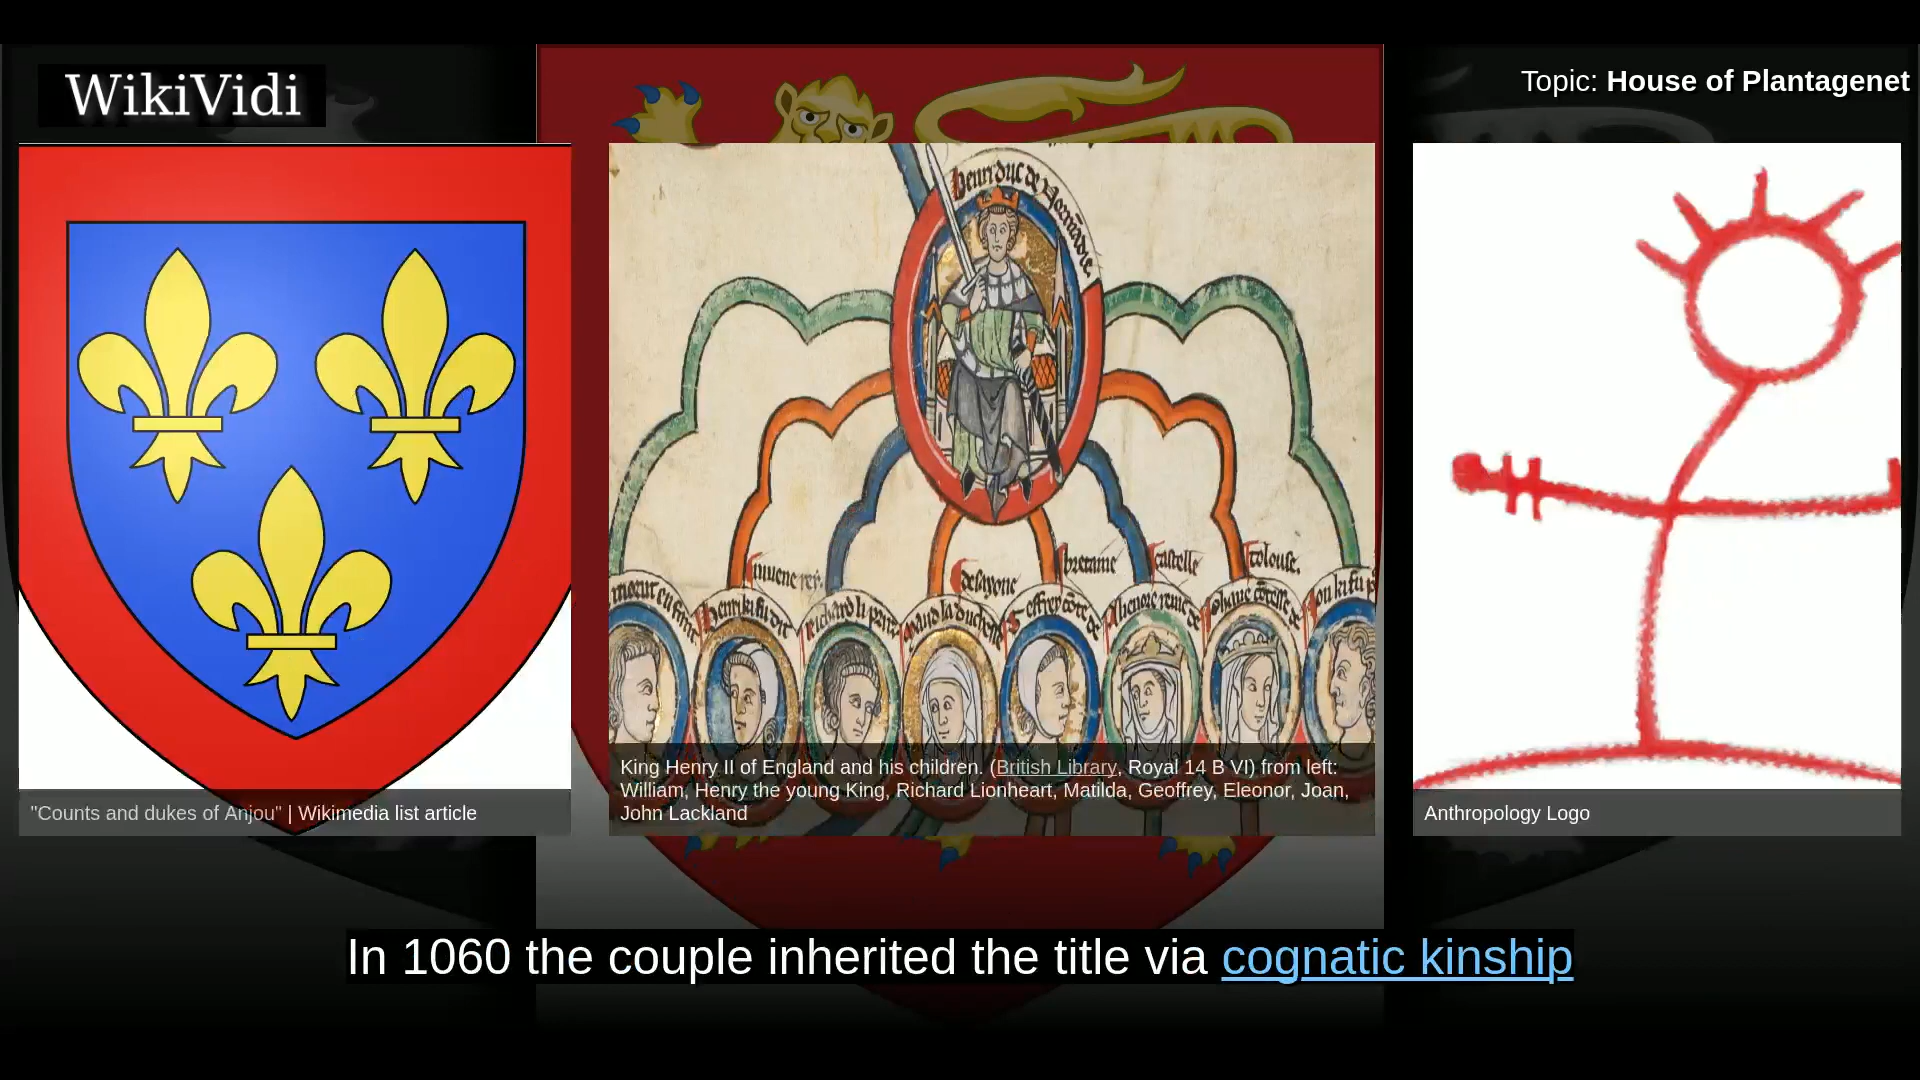 WikiVidi
Topic: House of Plantagenet
"Counts and dukes of Anjou" | Wikimedia list article
King Henry II of England and his children. (British Library, Royal 14 B VI) from left:
William, Henry the young King, Richard Lionheart, Matilda, Geoffrey, Eleonor, Joan,
John Lackland
Anthropology Logo
In 1060 the couple inherited the title via cognatic kinship